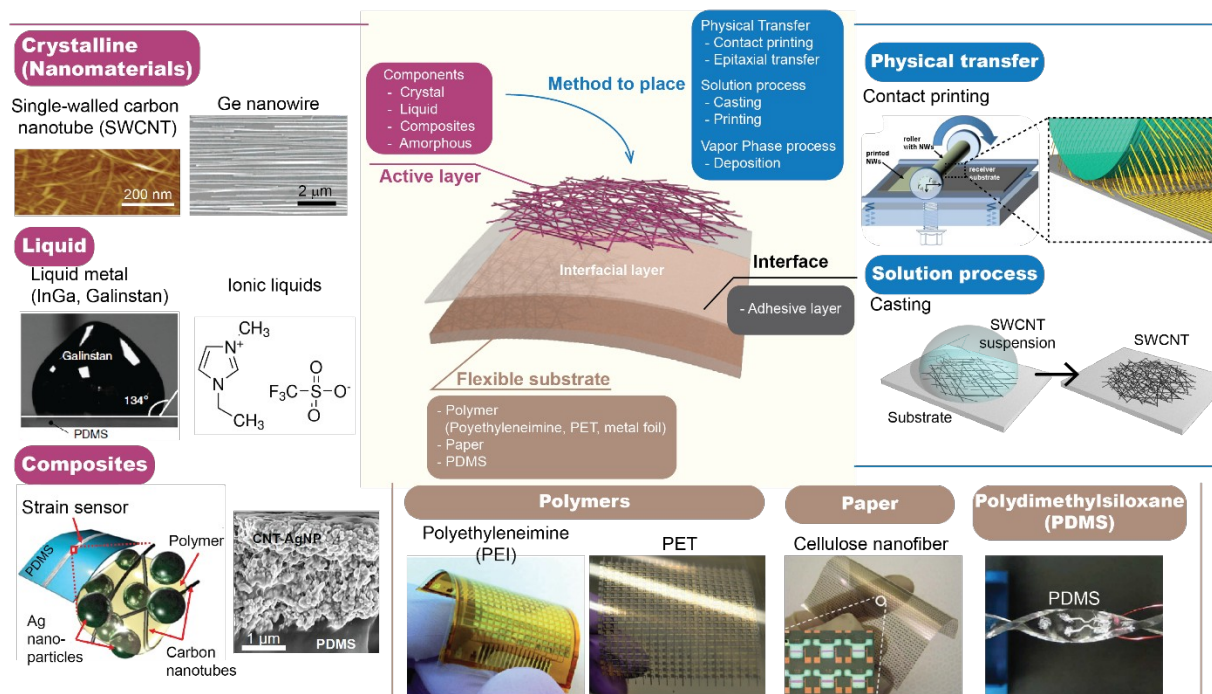 Crystalline
(Nanomaterials)
Single-walled carbon
nanotube (SWCNT)
200 nm
Ge nanowire
2 μm
Liquid
Liquid metal
(InGa, Galinstan)
Galinstan
134°
PDMS
Ionic liquids
CH₃
N
+
N
CH₃
F₃C
S
O
O
O⁻
Composites
Strain sensor
PDMS
Polymer
Ag
nano-
particles
Carbon
nanotubes
CNT-AgNP
1 μm
PDMS
Components
- Crystal
- Liquid
- Composites
- Amorphous
Active layer
Method to place
Physical Transfer
- Contact printing
- Epitaxial transfer
Solution process
- Casting
- Printing
Vapor Phase process
- Deposition
Interfacial layer
Interface
- Adhesive layer
Flexible substrate
- Polymer
(Poyethyleneimine, PET, metal foil)
- Paper
- PDMS
Physical transfer
Contact printing
roller
with NWs
printed
NWs
receiver
substrate
Solution process
Casting
SWCNT
suspension
SWCNT
Substrate
Polymers
Polyethyleneimine
(PEI)
PET
Paper
Cellulose nanofiber
Polydimethylsiloxane
(PDMS)
PDMS